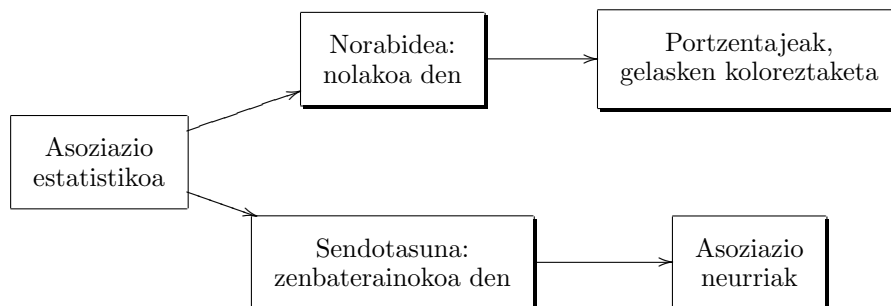 Norabidea:
nolakoa den
Portzentajeak,
gelasken koloreztaketa
Asoziazio
estatistikoa
Sendotasuna:
zenbaterainokoa den
Asoziazio
neurriak